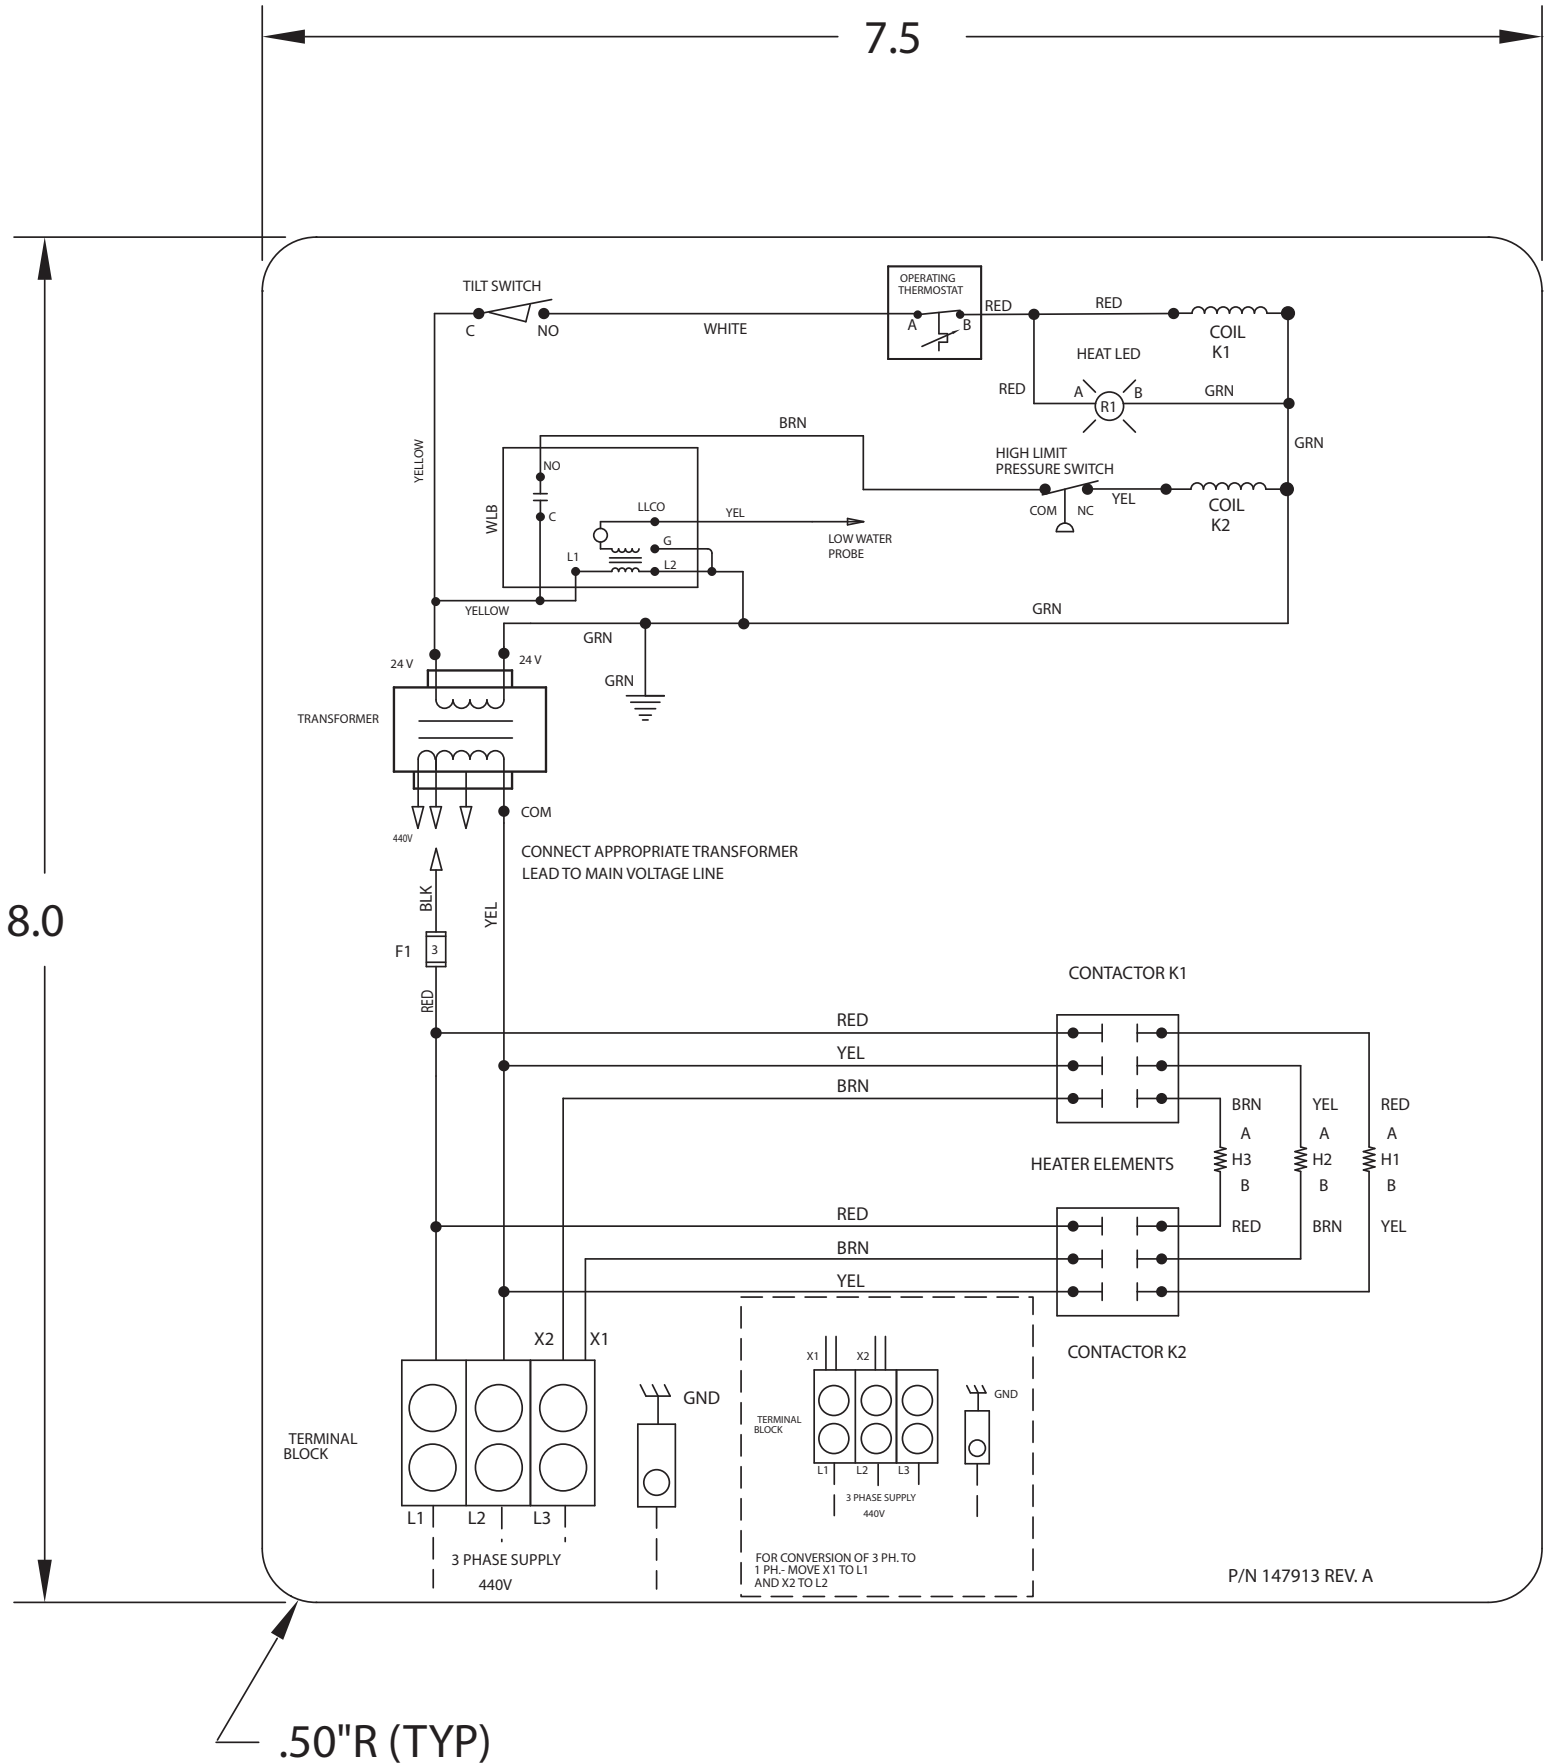 7.5
TILT SWITCH
C
NO
WHITE
OPERATING
THERMOSTAT
A
B
RED
RED
COIL
K1
HEAT LED
RED
A
B
R1
GRN
GRN
YELLOW
BRN
HIGH LIMIT
PRESSURE SWITCH
COM
NC
YEL
COIL
K2
NO
C
WLB
LLCO
YEL
LOW WATER
PROBE
G
L1
L2
YELLOW
GRN
GRN
GRN
24 V
24 V
TRANSFORMER
COM
440V
CONNECT APPROPRIATE TRANSFORMER
LEAD TO MAIN VOLTAGE LINE
BLK
YEL
8.0
F1
3
RED
CONTACTOR K1
RED
YEL
BRN
BRN
YEL
RED
A
A
A
HEATER ELEMENTS
H3
H2
H1
B
B
B
RED
RED
BRN
YEL
BRN
YEL
CONTACTOR K2
X2
X1
GND
TERMINAL
BLOCK
L1
L2
L3
3 PHASE SUPPLY
440V
X1
X2
GND
TERMINAL
BLOCK
L1
L2
L3
3 PHASE SUPPLY
440V
FOR CONVERSION OF 3 PH. TO
1 PH.- MOVE X1 TO L1
AND X2 TO L2
P/N 147913 REV. A
.50"R (TYP)